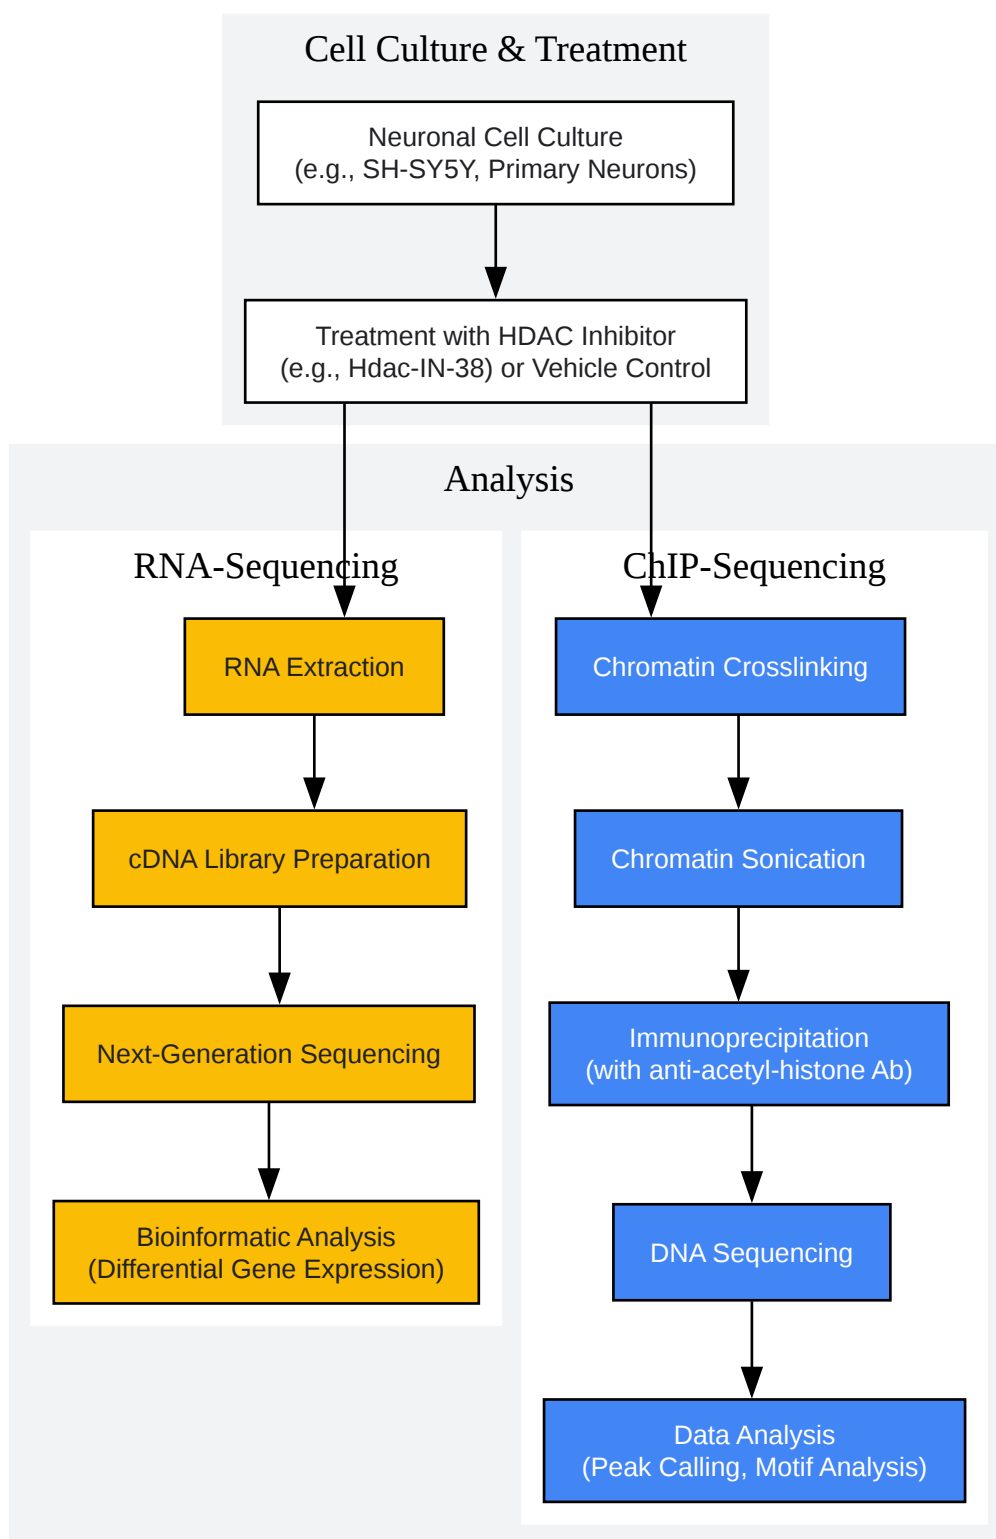 Cell Culture & Treatment
Neuronal Cell Culture
(e.g., SH-SY5Y, Primary Neurons)
Treatment with HDAC Inhibitor
(e.g., Hdac-IN-38) or Vehicle Control
Analysis
RNA-Sequencing
RNA Extraction
cDNA Library Preparation
Next-Generation Sequencing
Bioinformatic Analysis
(Differential Gene Expression)
ChIP-Sequencing
Chromatin Crosslinking
Chromatin Sonication
Immunoprecipitation
(with anti-acetyl-histone Ab)
DNA Sequencing
Data Analysis
(Peak Calling, Motif Analysis)